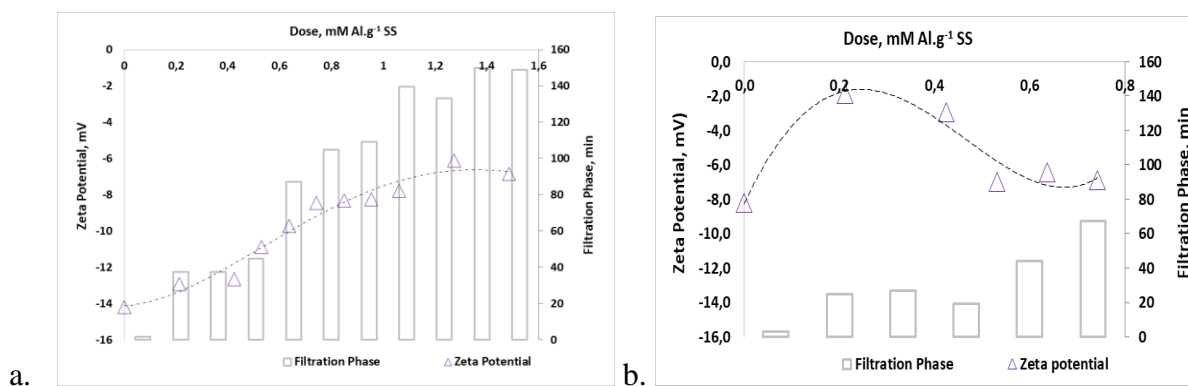 Dose, mM Al.g⁻¹ SS
0 160
0 0,2 0,4 0,6 0,8 1 1,2 1,4 1,6
-2 140
-4 120
-6 100
-8 80
-10 60
-12 40
-14 20
-16 0
Zeta Potential, mV
Filtration Phase, min
Filtration Phase Zeta Potential
a.
Dose, mM Al.g⁻¹ SS
0,0 160
0,0 0,2 0,4 0,6 0,8
-2,0 140
-4,0 120
-6,0 100
-8,0 80
-10,0 60
-12,0 40
-14,0 20
-16,0 0
Zeta Potential, mV)
Filtration Phase, min
Filtration Phase Zeta potential
b.